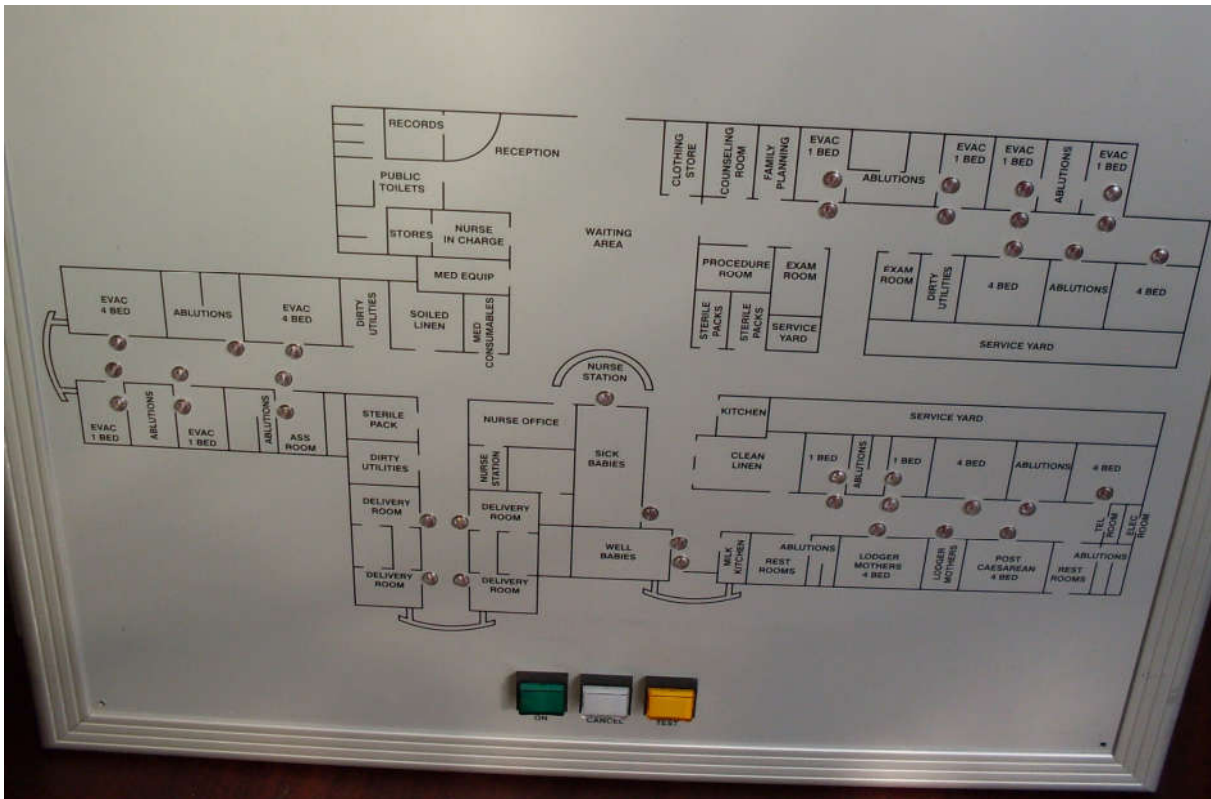 RECORDS
RECEPTION
PUBLIC
TOILETS
STORES
NURSE
IN CHARGE
MED EQUIP
WAITING
AREA
CLOTHING
STORE
COUNSELING
ROOM
FAMILY
PLANNING
EVAC
1 BED
ABLUTIONS
EVAC
1 BED
EVAC
1 BED
ABLUTIONS
EVAC
1 BED
PROCEDURE
ROOM
EXAM
ROOM
STERILE
PACKS
STERILE
PACKS
SERVICE
YARD
EXAM
ROOM
DIRTY
UTILITIES
4 BED
ABLUTIONS
4 BED
SERVICE YARD
EVAC
4 BED
ABLUTIONS
EVAC
4 BED
DIRTY
UTILITIES
SOILED
LINEN
MED
CONSUMABLES
EVAC
1 BED
ABLUTIONS
EVAC
1 BED
ABLUTIONS
ASS
ROOM
STERILE
PACK
DIRTY
UTILITIES
DELIVERY
ROOM
DELIVERY
ROOM
NURSE
STATION
NURSE OFFICE
NURSE
STATION
SICK
BABIES
DELIVERY
ROOM
WELL
BABIES
DELIVERY
ROOM
KITCHEN
SERVICE YARD
CLEAN
LINEN
1 BED
ABLUTIONS
1 BED
4 BED
ABLUTIONS
4 BED
TEL
ROOM
ELEC
ROOM
MILK
KITCHEN
ABLUTIONS
REST
ROOMS
LODGER
MOTHERS
4 BED
LODGER
MOTHERS
POST
CAESAREAN
4 BED
ABLUTIONS
REST
ROOMS
ON
CANCEL
TEST